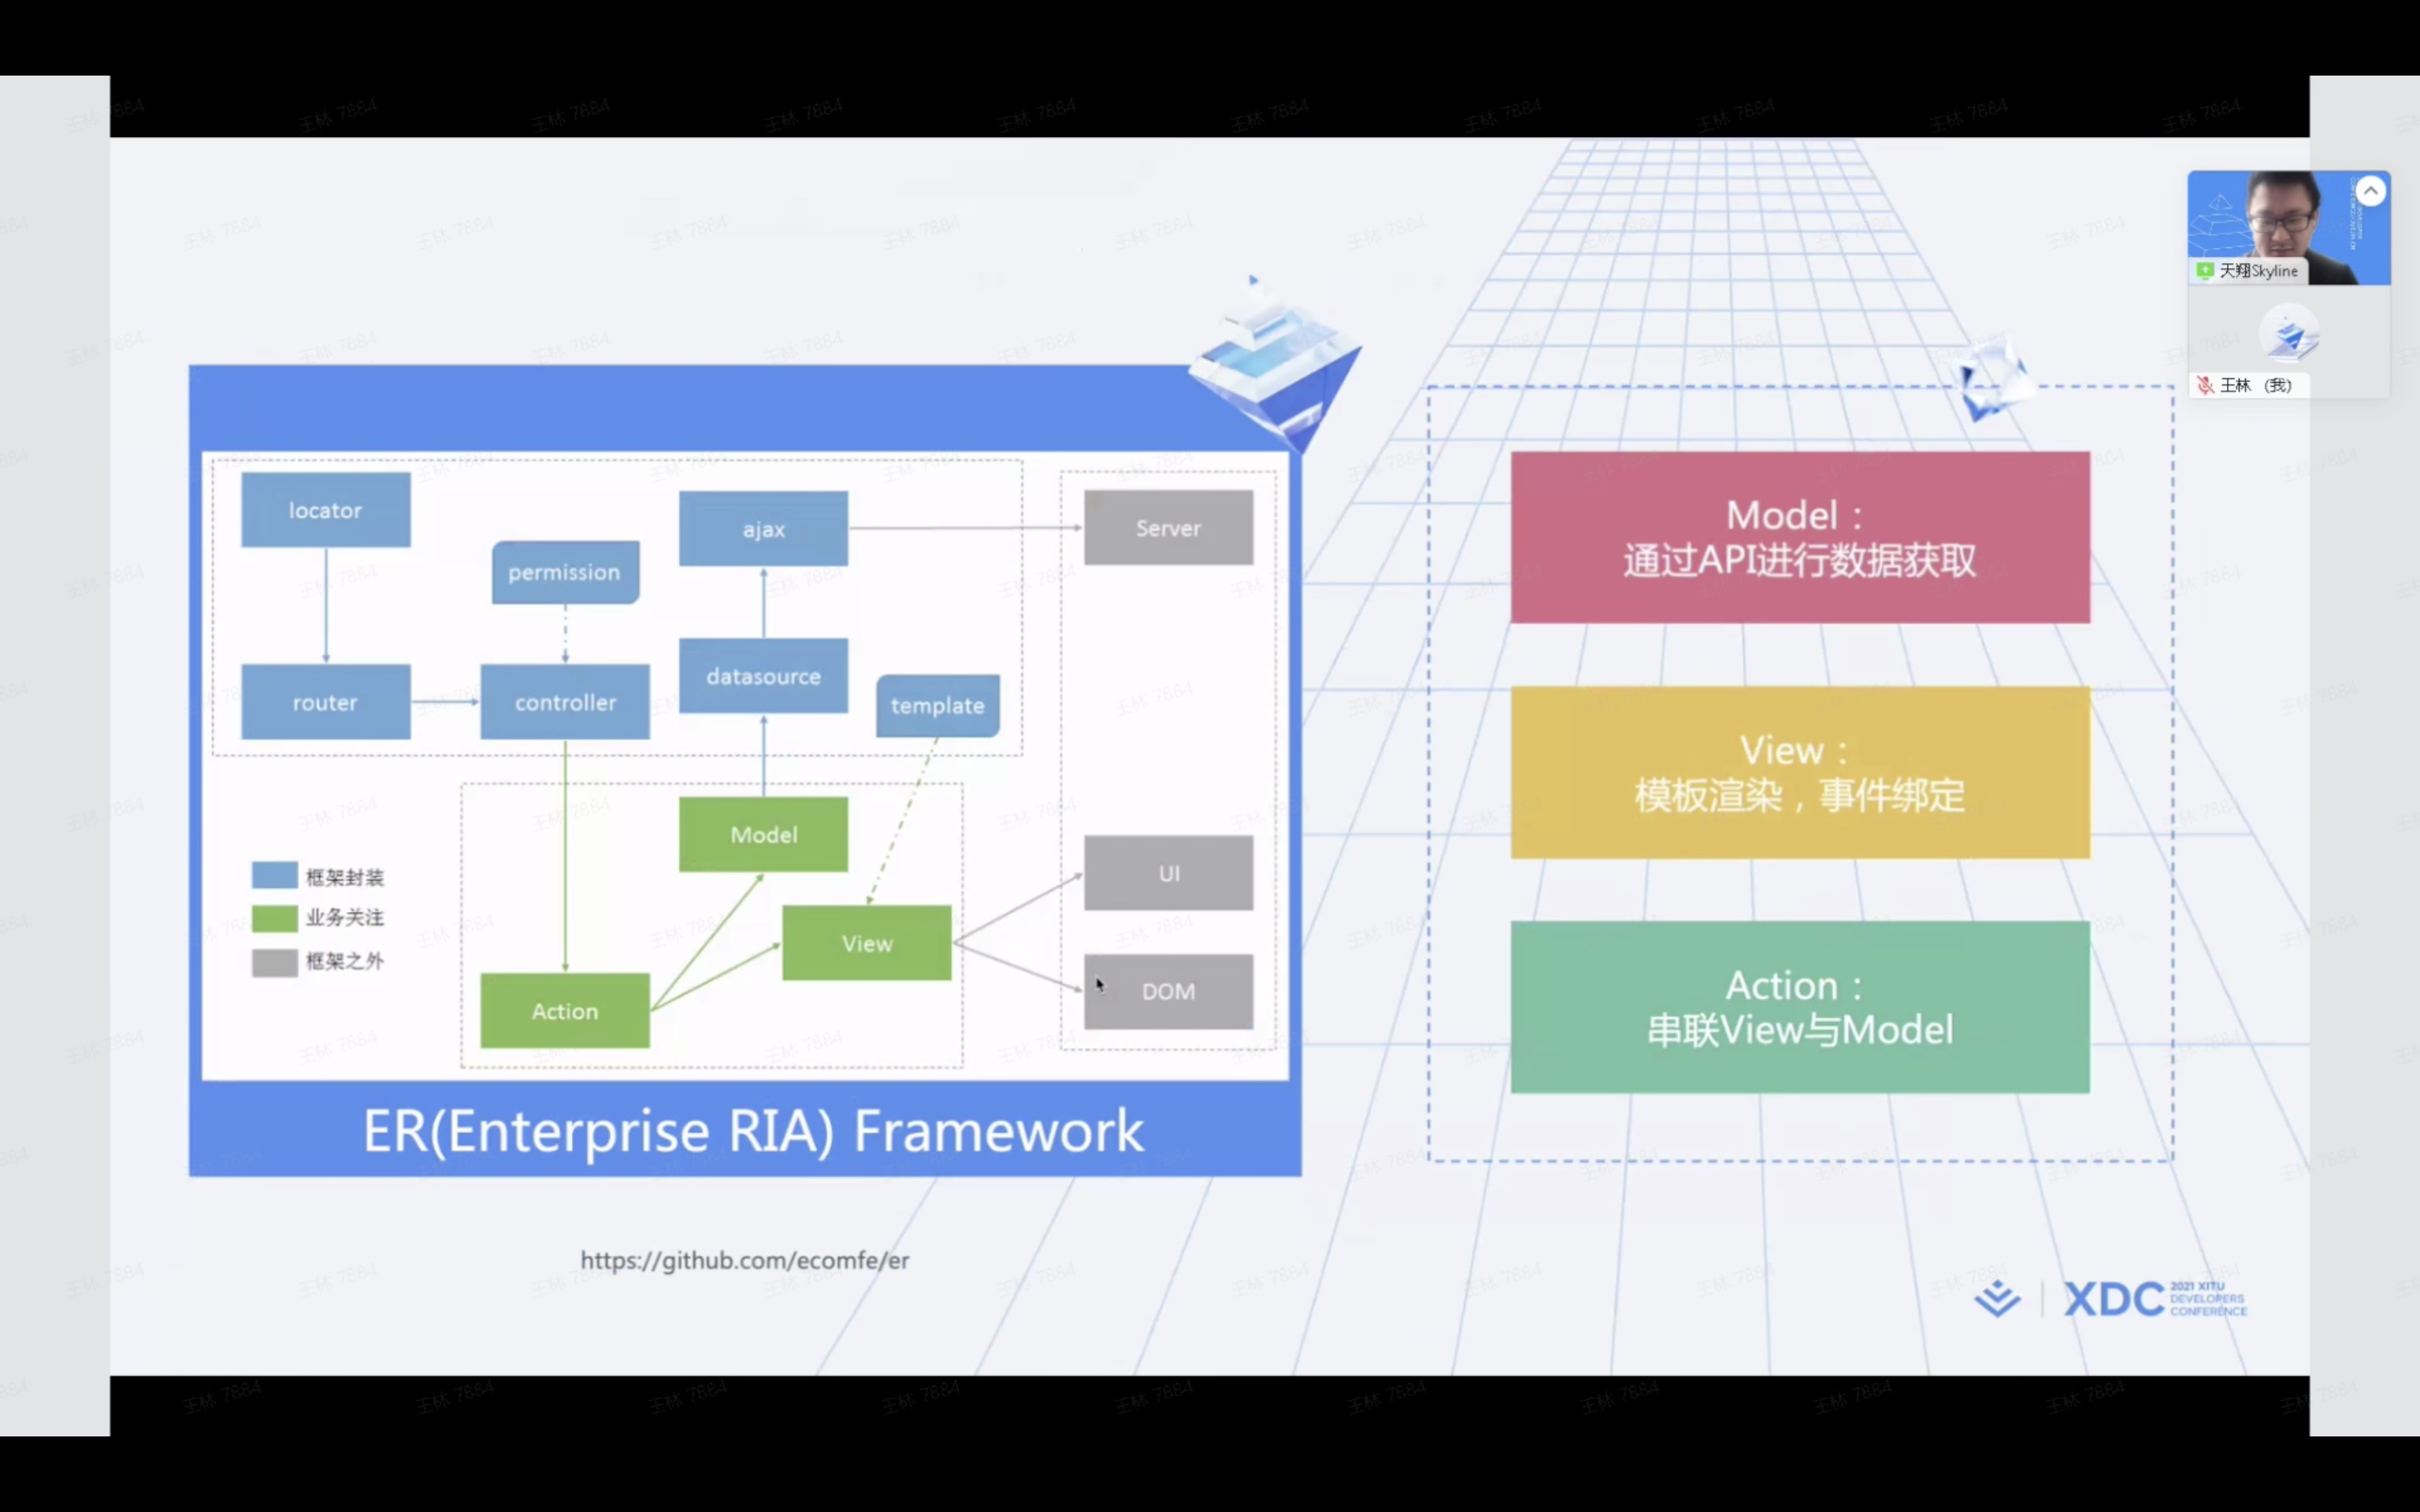 locator
ajax
Server
permission
datasource
router
controller
template
Model
UI
框架封装
业务关注
View
框架之外
DOM
Action
ER(Enterprise RIA) Framework
https://github.com/ecomfe/er
Model：
通过API进行数据获取
View：
模板渲染，事件绑定
Action：
串联View与Model
天翔Skyline
王林 （我）
XDC
2021 XITU
DEVELOPERS
CONFERENCE
王林 7884